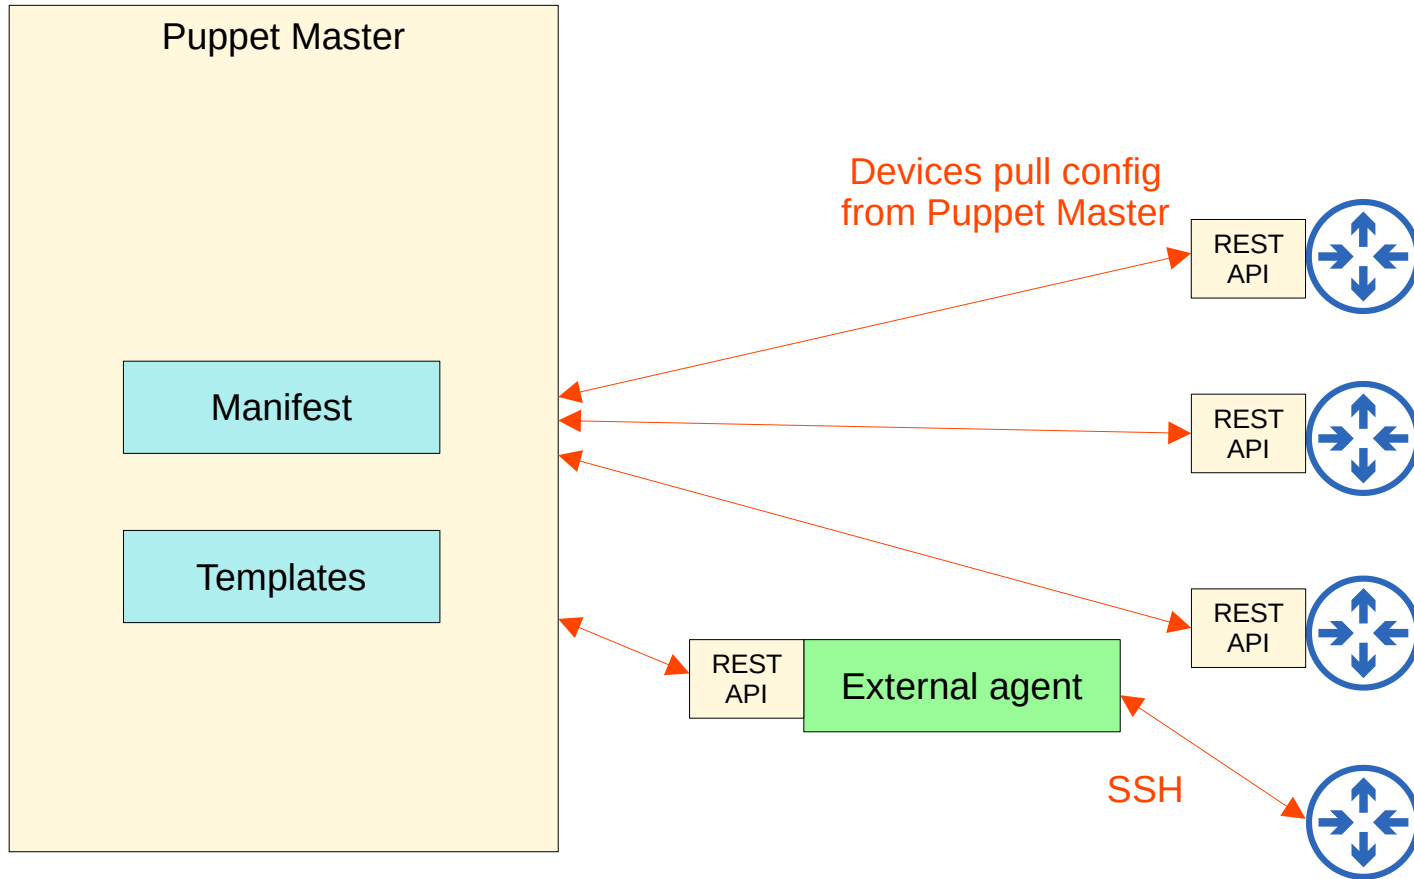 Puppet Master
Devices pull config
from Puppet Master
REST
API
Manifest
REST
API
Templates
REST
API
REST
API
External agent
SSH